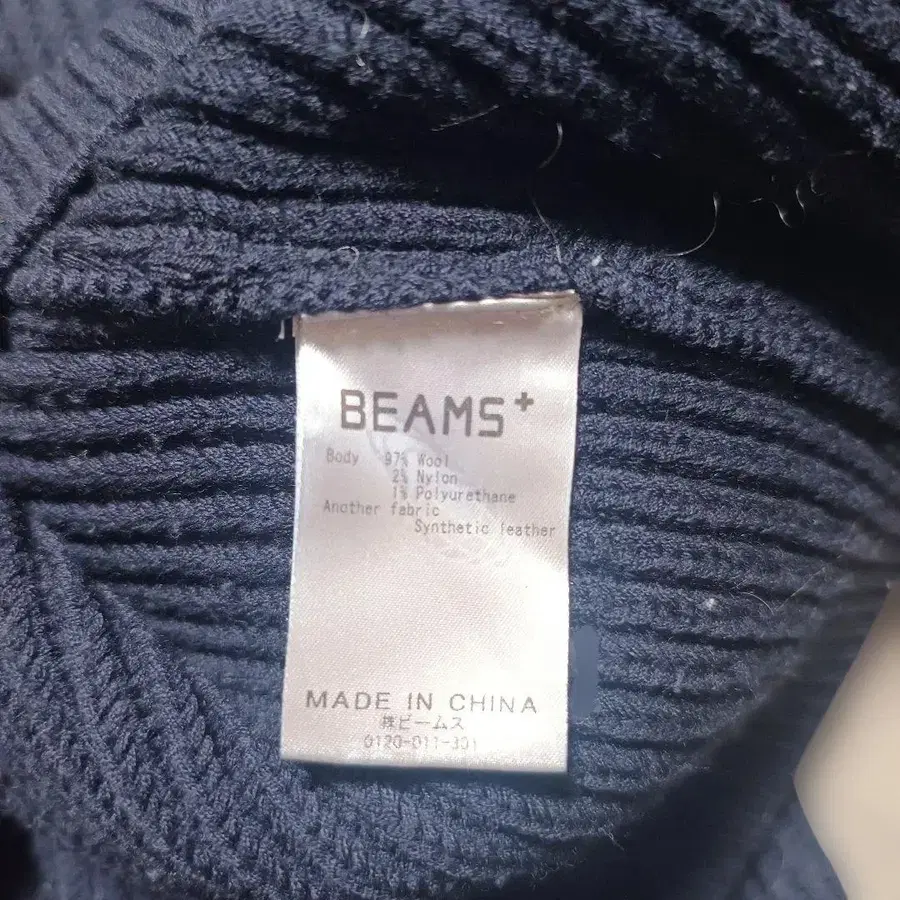 BEAMS+
Body 97% Wool
2% Nylon
1% Polyurethane
Another fabric
Synthetic leather
MADE IN CHINA
㈱ビームス
0120-011-301